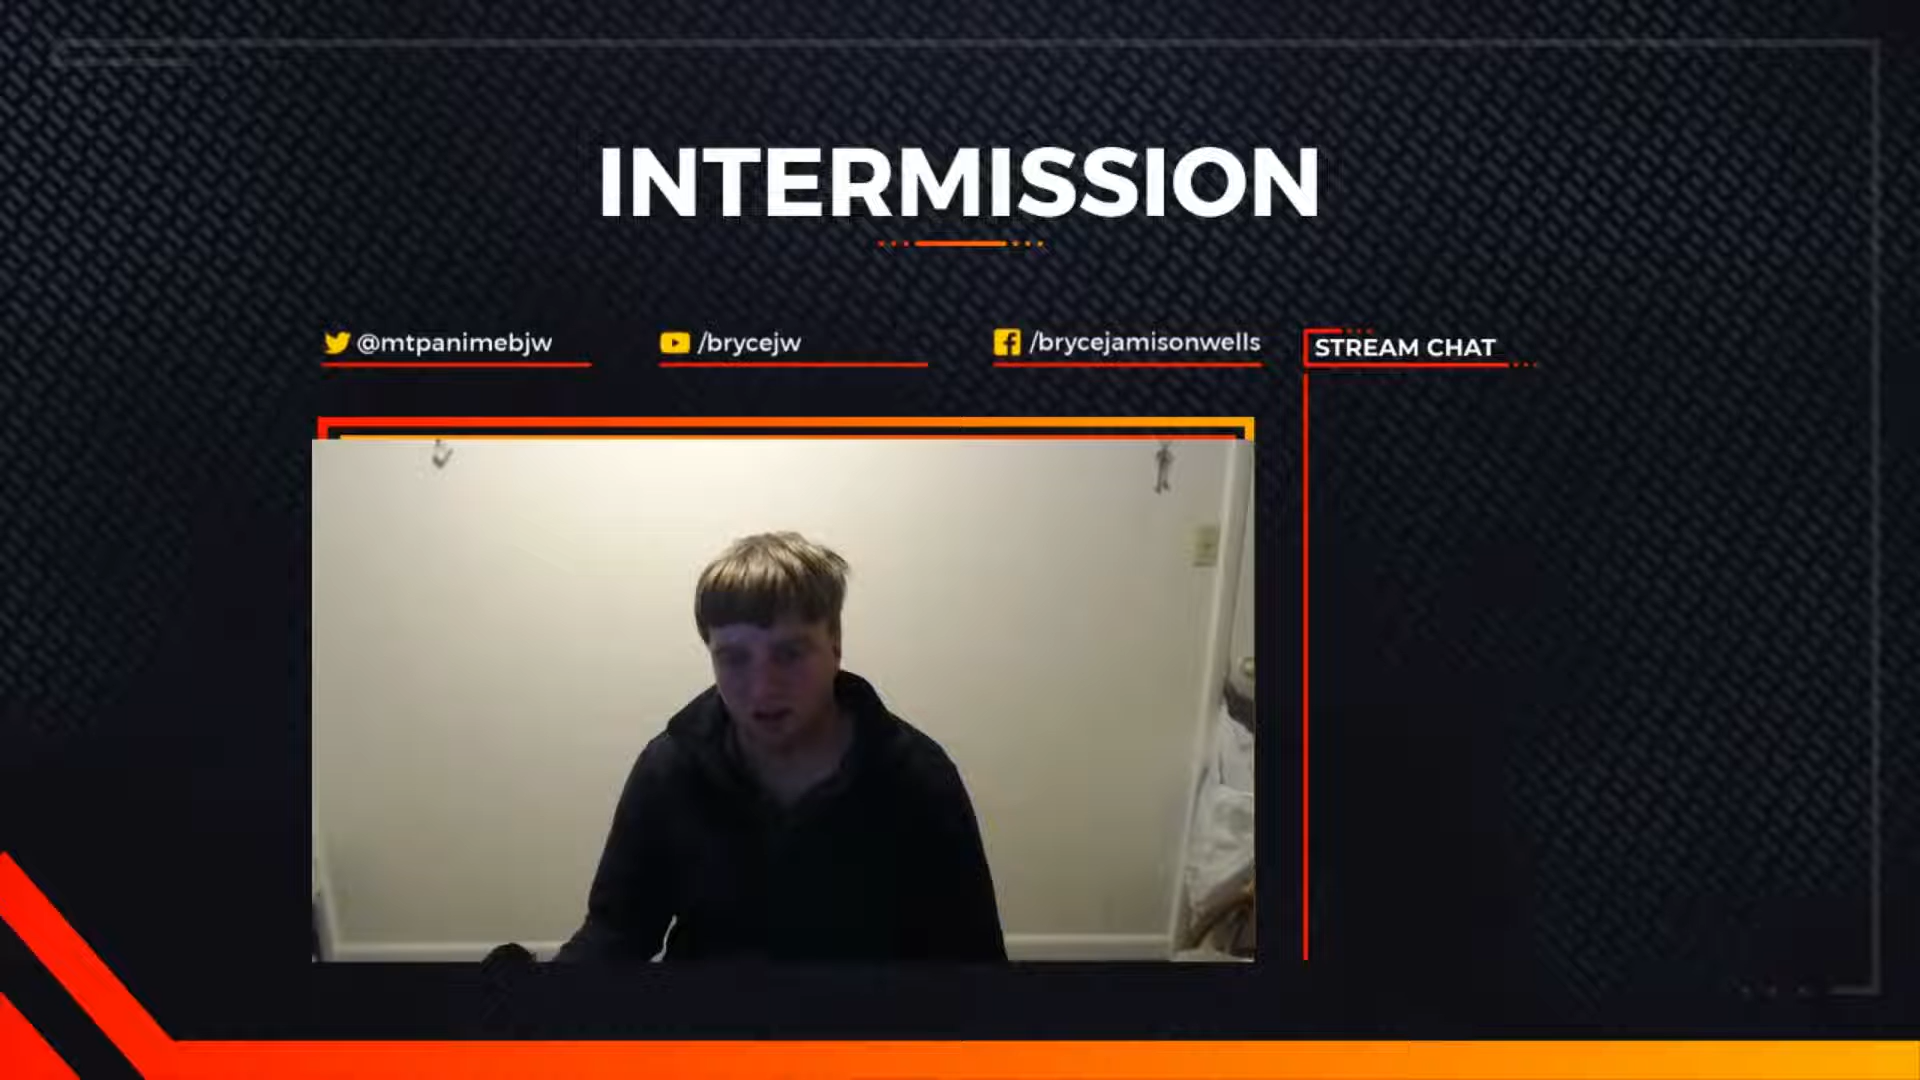 INTERMISSION
@mtpanimebjw
/brycejw
/brycejamisonwells
STREAM CHAT